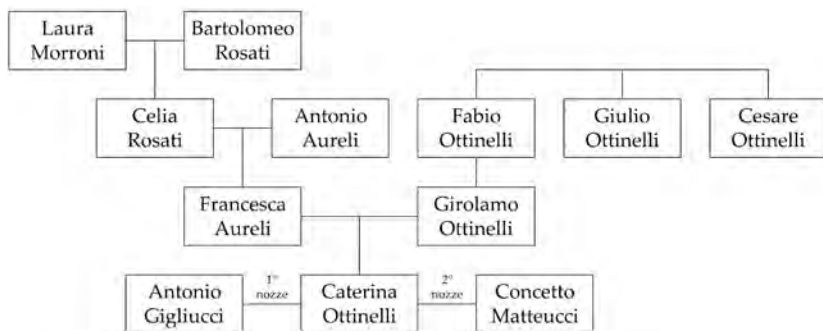 Laura
Morroni
Bartolomeo
Rosati
Celia
Rosati
Antonio
Aureli
Fabio
Ottinelli
Giulio
Ottinelli
Cesare
Ottinelli
Francesca
Aureli
Girolamo
Ottinelli
Antonio
Gigliucci
1°
nozze
Caterina
Ottinelli
2°
nozze
Concetto
Matteucci